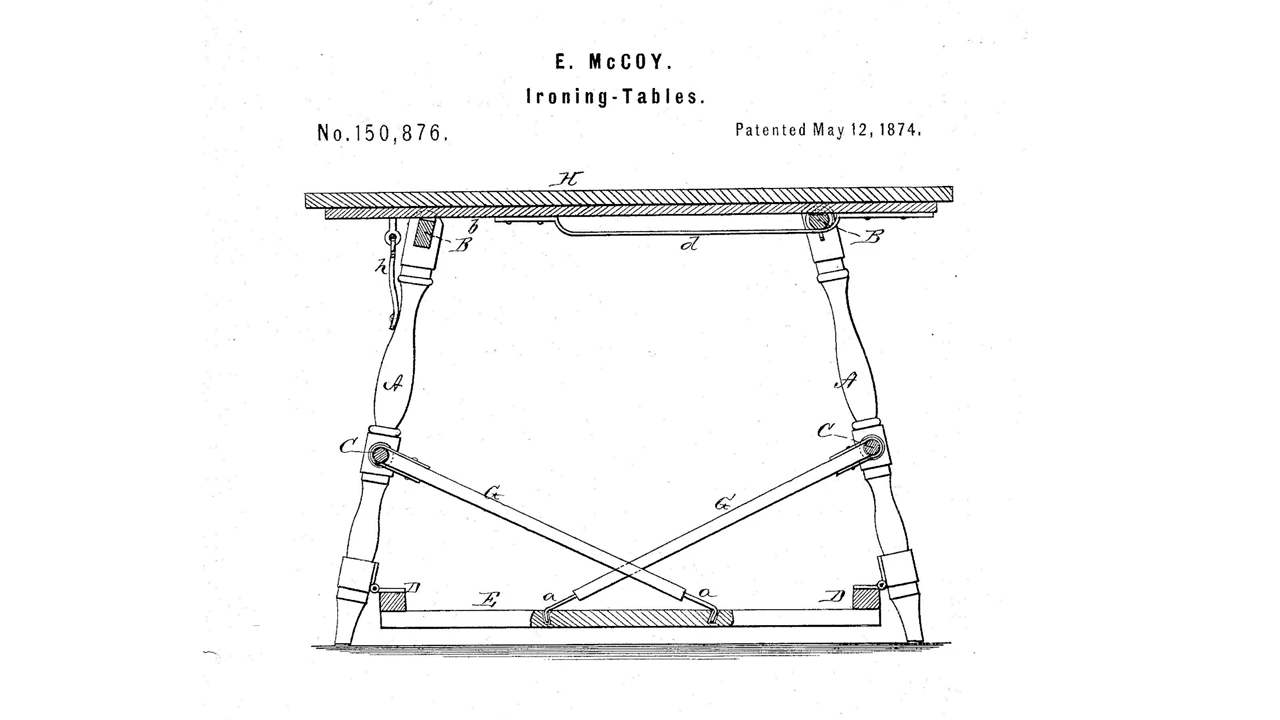 E. McCOY.
Ironing-Tables.
No. 150,876.
Patented May 12, 1874.
H
b
B
d
B
h
A
A
C
C
G
G
a
a
D
E
D